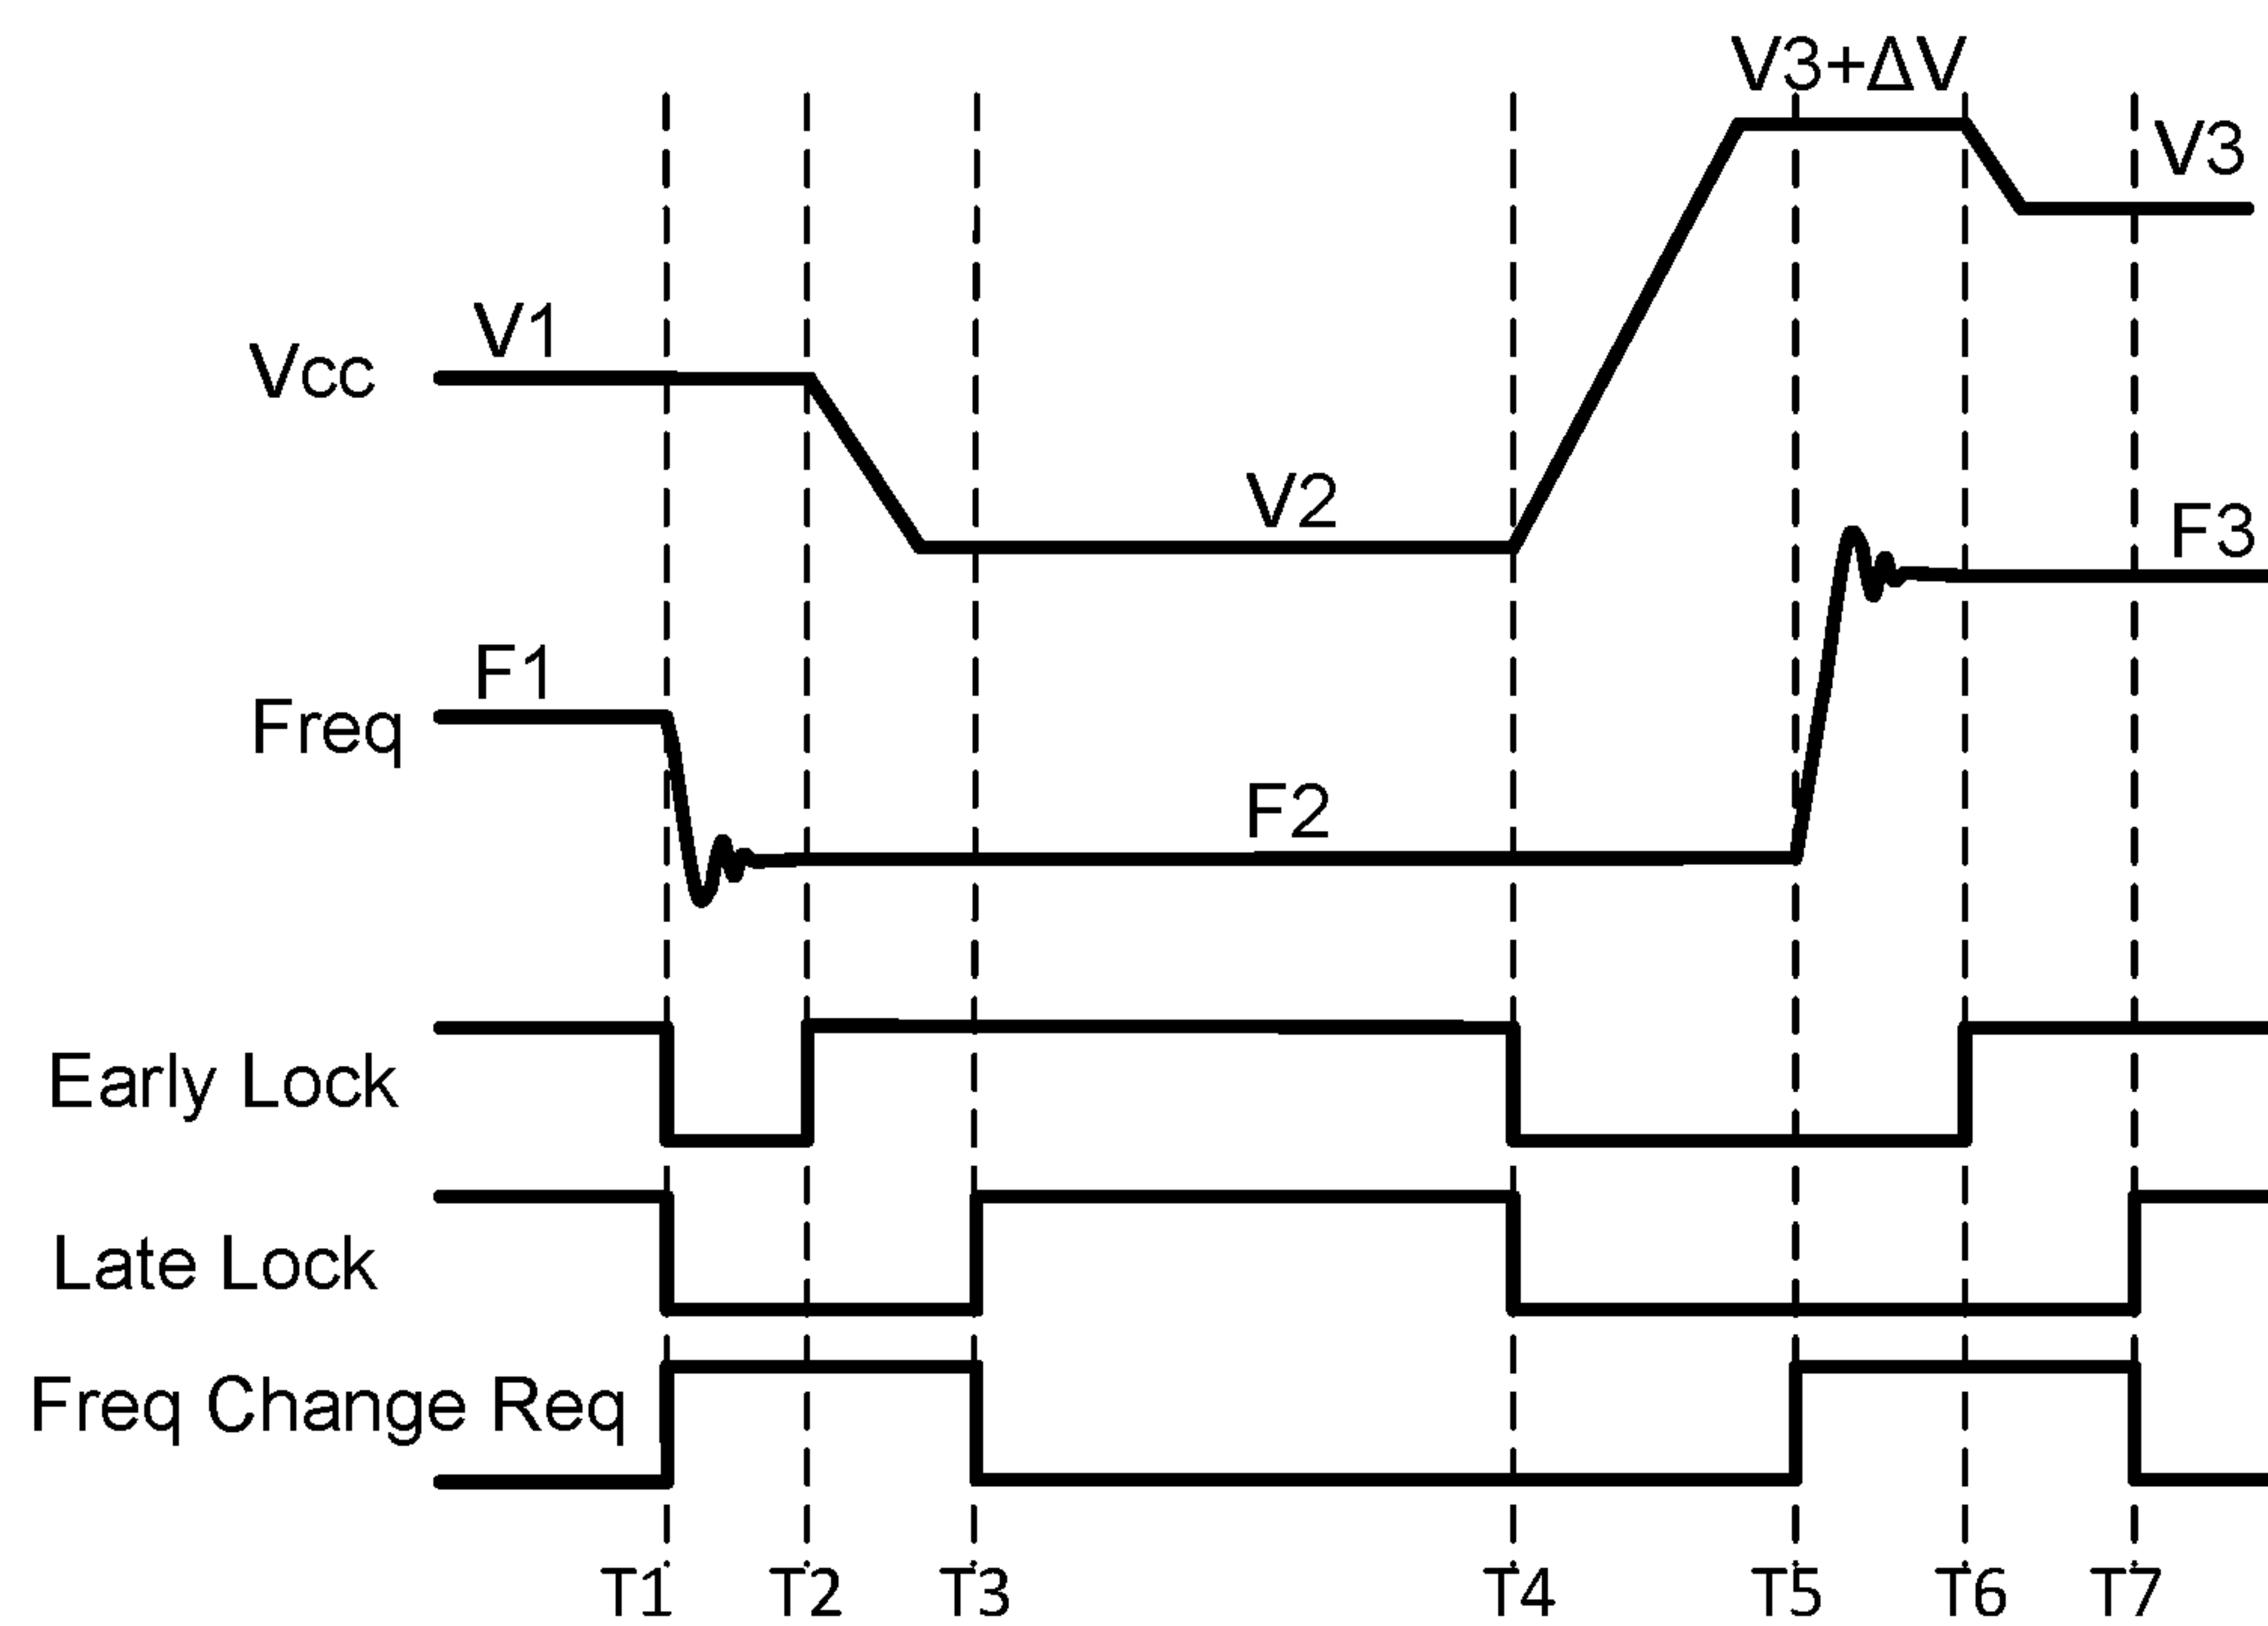 V3+ΔV
V3
V1
Vcc
V2
F3
F1
Freq
F2
Early Lock
Late Lock
Freq Change Req
T1 T2 T3 T4 T5 T6 T7